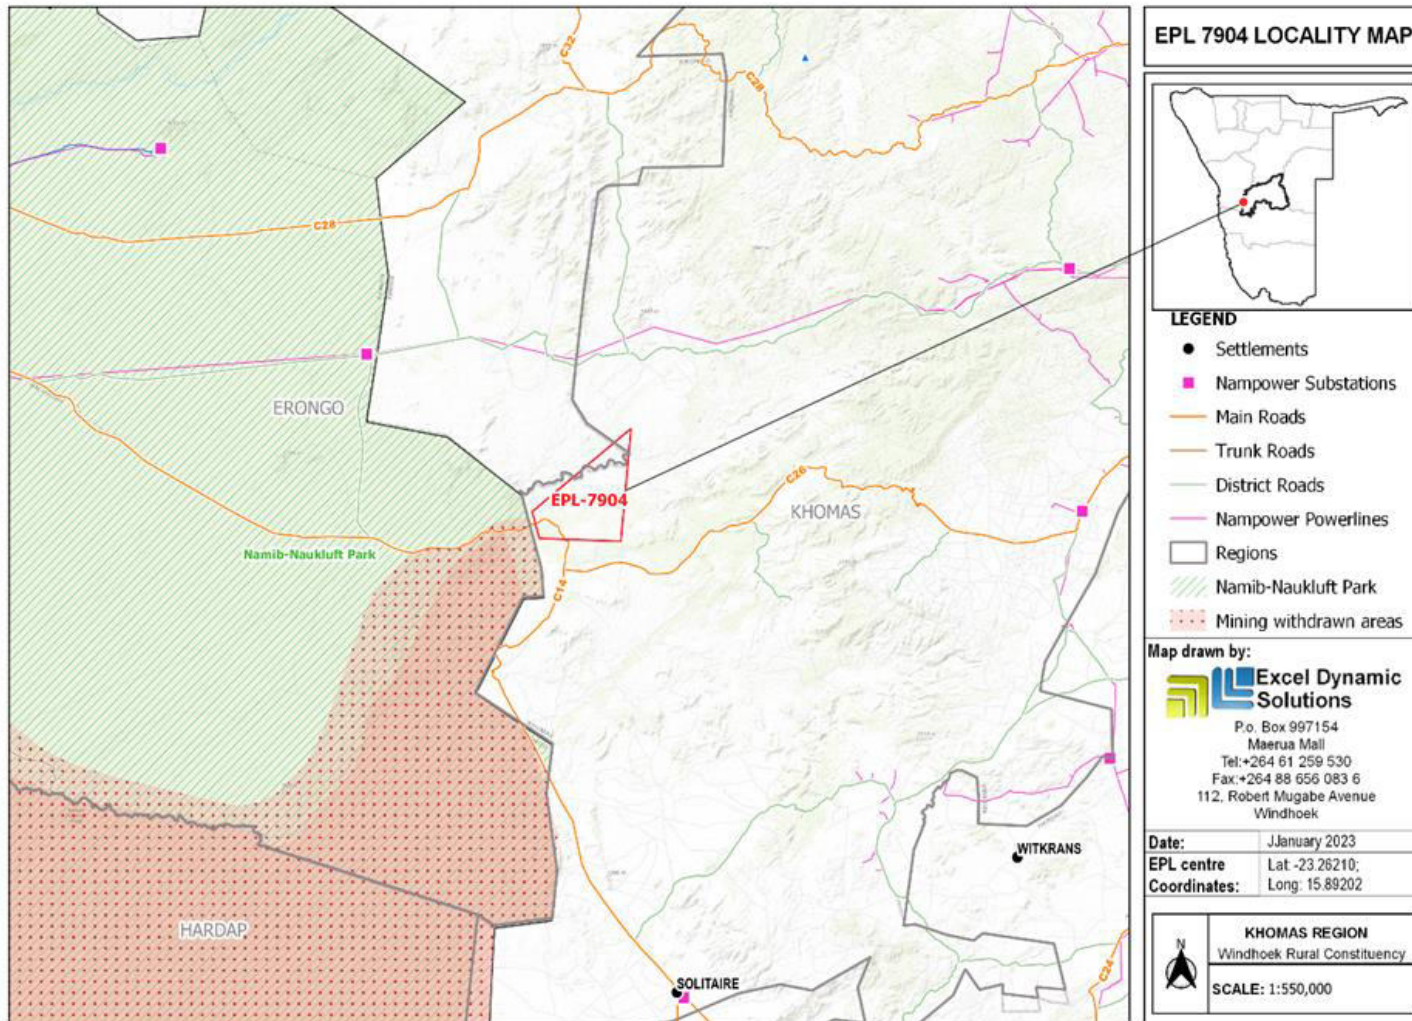 EPL 7904 LOCALITY MAP
C32
C28
C28
ERONGO
EPL-7904
C26
KHOMAS
Namib-Naukluft Park
C14
WITKRANS
HARDAP
SOLITAIRE
C24
LEGEND
Settlements
Nampower Substations
Main Roads
Trunk Roads
District Roads
Nampower Powerlines
Regions
Namib-Naukluft Park
Mining withdrawn areas
Map drawn by:
Excel Dynamic
Solutions
P.o. Box 997154
Maerua Mall
Tel:+264 61 259 530
Fax:+264 88 656 083 6
112, Robert Mugabe Avenue
Windhoek
Date: JJanuary 2023
EPL centre Lat: -23.26210;
Coordinates: Long: 15.89202
N
KHOMAS REGION
Windhoek Rural Constituency
SCALE: 1:550,000